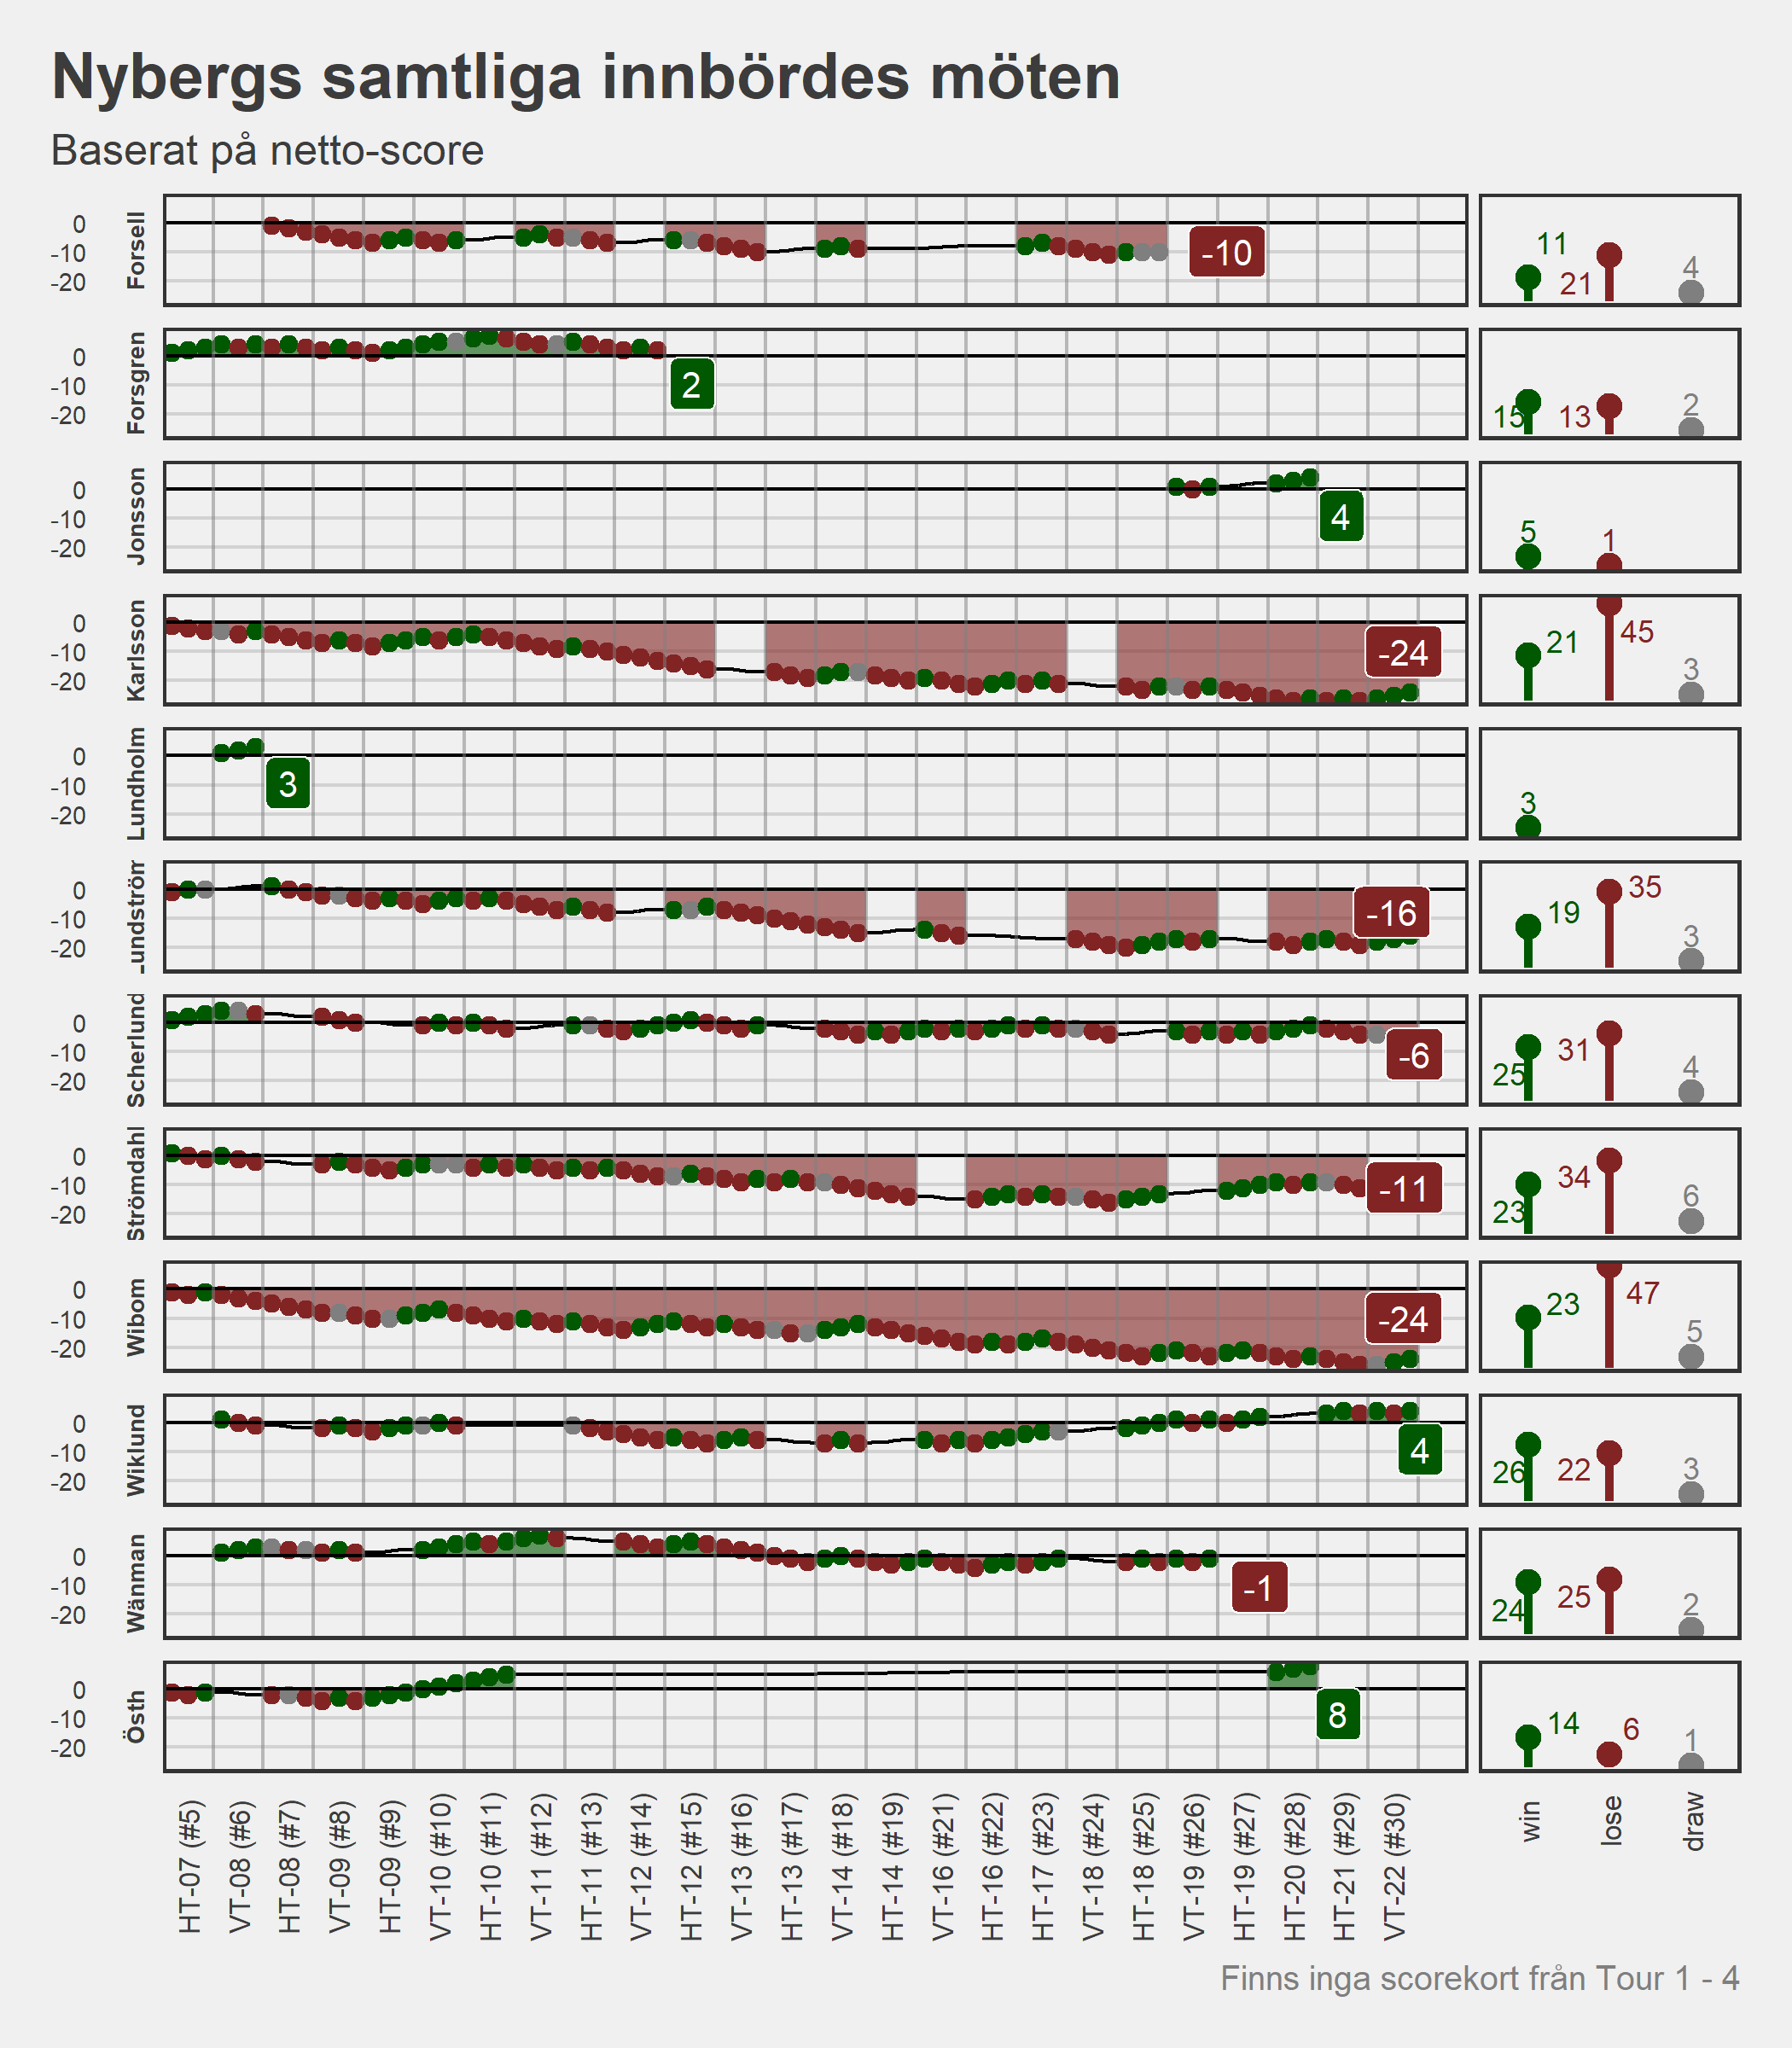 Nybergs samtliga innbördes möten
Baserat på netto-score
0
-10
-20
Forsell
-10
11
21
4
0
-10
-20
Forsgren
2
15
13
2
0
-10
-20
Jonsson
4
5
1
0
-10
-20
Karlsson
-24
21
45
3
0
-10
-20
Lundholm
3
3
0
-10
-20
Lundström
-16
19
35
3
0
-10
-20
Scherlund
-6
25
31
4
0
-10
-20
Strömdahl
-11
23
34
6
0
-10
-20
Wibom
-24
23
47
5
0
-10
-20
Wiklund
4
26
22
3
0
-10
-20
Wänman
-1
24
25
2
0
-10
-20
Östh
8
14
6
1
HT-07 (#5)
VT-08 (#6)
HT-08 (#7)
VT-09 (#8)
HT-09 (#9)
VT-10 (#10)
HT-10 (#11)
VT-11 (#12)
HT-11 (#13)
VT-12 (#14)
HT-12 (#15)
VT-13 (#16)
HT-13 (#17)
VT-14 (#18)
HT-14 (#19)
VT-16 (#21)
HT-16 (#22)
HT-17 (#23)
VT-18 (#24)
HT-18 (#25)
VT-19 (#26)
HT-19 (#27)
HT-20 (#28)
HT-21 (#29)
VT-22 (#30)
win
lose
draw
Finns inga scorekort från Tour 1 - 4